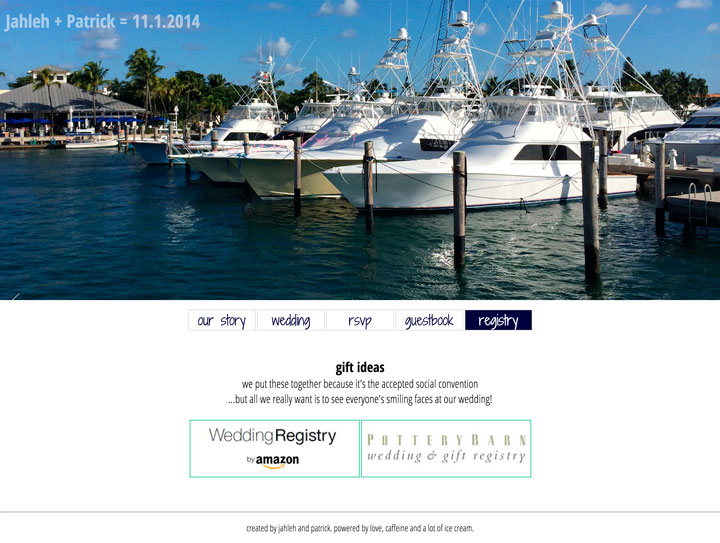 Jahleh + Patrick = 11.1.2014
our story
wedding
rsvp
guestbook
registry
gift ideas
we put these together because it's the accepted social convention
...but all we really want is to see everyone's smiling faces at our wedding!
WeddingRegistry
by amazon
POTTERY BARN
wedding & gift registry
created by jahleh and patrick. powered by love, caffeine and a lot of ice cream.